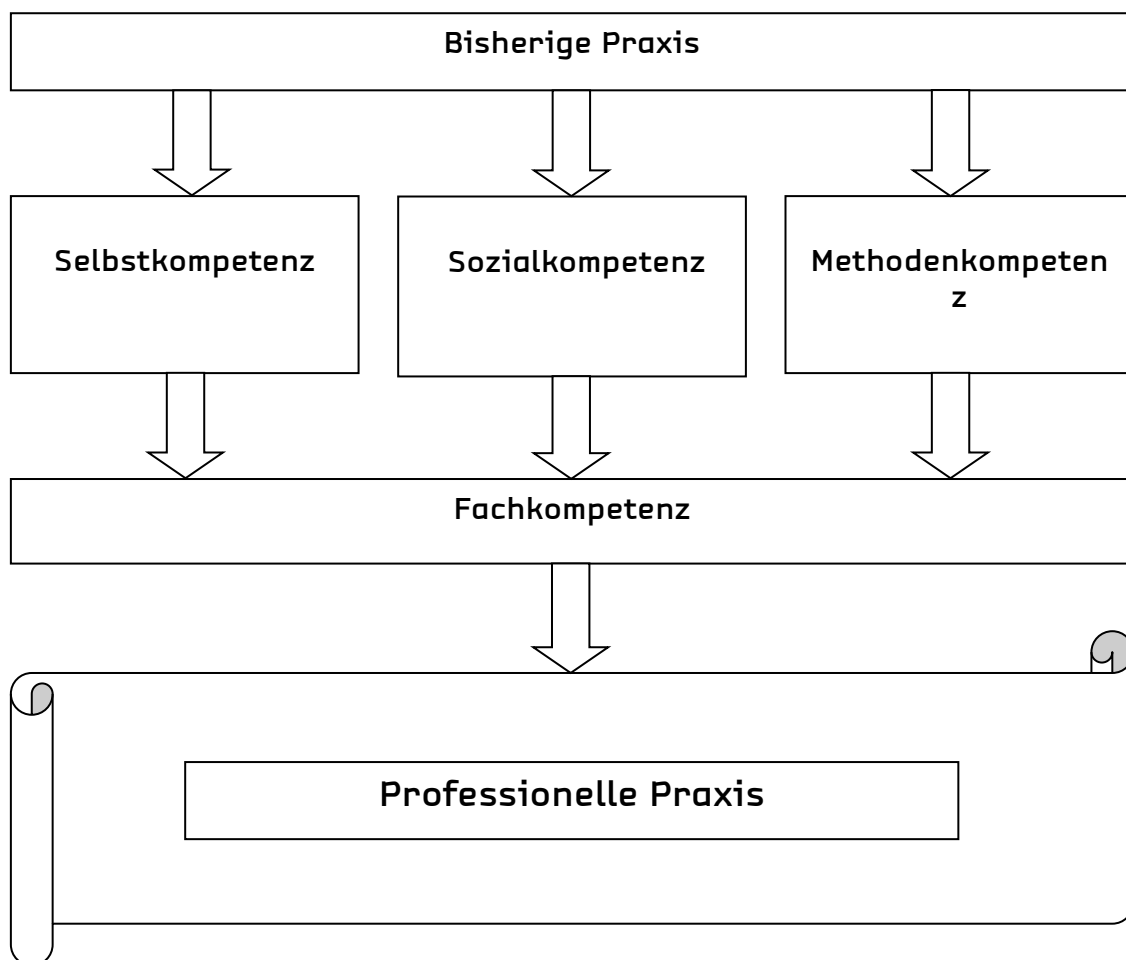 Bisherige Praxis
Selbstkompetenz
Sozialkompetenz
Methodenkompeten
z
Fachkompetenz
Professionelle Praxis